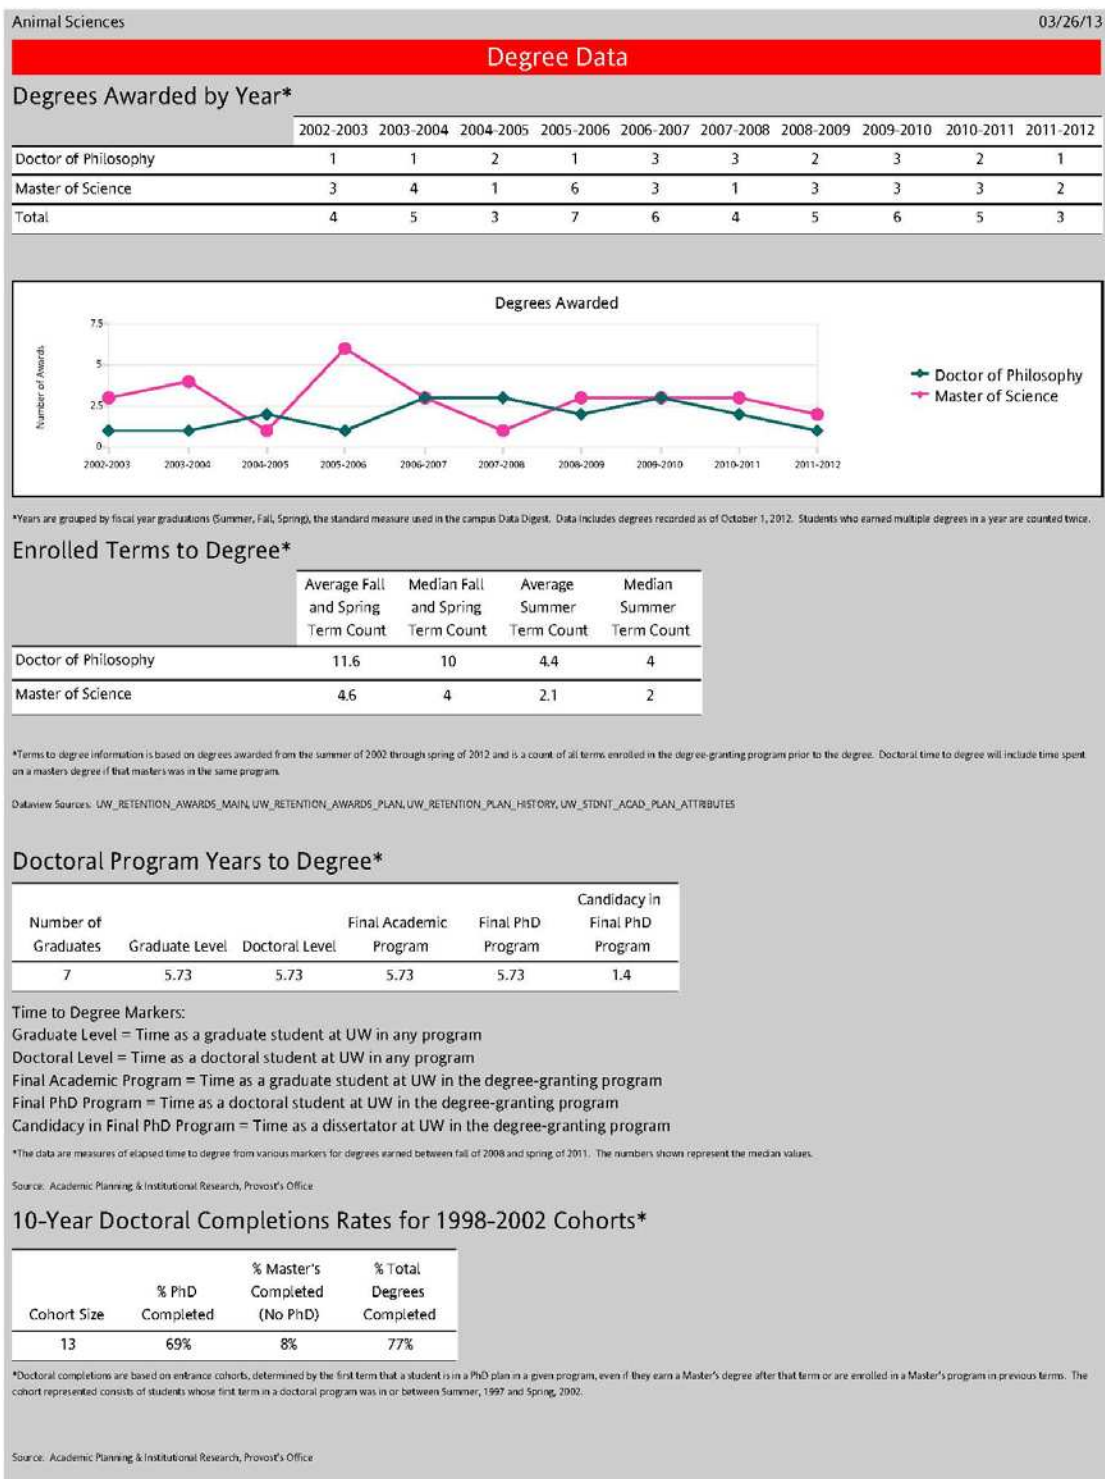 Animal Sciences 03/26/13
Degree Data
Degrees Awarded by Year*
2002-2003 2003-2004 2004-2005 2005-2006 2006-2007 2007-2008 2008-2009 2009-2010 2010-2011 2011-2012
Doctor of Philosophy 1 1 2 1 3 3 2 3 2 1
Master of Science 3 4 1 6 3 1 3 3 3 2
Total 4 5 3 7 6 4 5 6 5 3
Degrees Awarded
Number of Awards
7.5
5
2.5
0
2002-2003 2003-2004 2004-2005 2005-2006 2006-2007 2007-2008 2008-2009 2009-2010 2010-2011 2011-2012
Doctor of Philosophy
Master of Science
*Years are grouped by fiscal year graduations (Summer, Fall, Spring), the standard measure used in the campus Data Digest. Data includes degrees recorded as of October 1, 2012. Students who earned multiple degrees in a year are counted twice.
Enrolled Terms to Degree*
Average Fall Median Fall Average Median
and Spring and Spring Summer Summer
Term Count Term Count Term Count Term Count
Doctor of Philosophy 11.6 10 4.4 4
Master of Science 4.6 4 2.1 2
*Terms to degree information is based on degrees awarded from the summer of 2002 through spring of 2012 and is a count of all terms enrolled in the degree-granting program prior to the degree. Doctoral time to degree will include time spent
on a masters degree if that masters was in the same program.
Dataview Sources: UW_RETENTION_AWARDS_MAIN, UW_RETENTION_AWARDS_PLAN, UW_RETENTION_PLAN_HISTORY, UW_STDNT_ACAD_PLAN_ATTRIBUTES
Doctoral Program Years to Degree*
Candidacy in
Number of Final Academic Final PhD Final PhD
Graduates Graduate Level Doctoral Level Program Program Program
7 5.73 5.73 5.73 5.73 1.4
Time to Degree Markers:
Graduate Level = Time as a graduate student at UW in any program
Doctoral Level = Time as a doctoral student at UW in any program
Final Academic Program = Time as a graduate student at UW in the degree-granting program
Final PhD Program = Time as a doctoral student at UW in the degree-granting program
Candidacy in Final PhD Program = Time as a dissertator at UW in the degree-granting program
*The data are measures of elapsed time to degree from various markers for degrees earned between fall of 2008 and spring of 2011. The numbers shown represent the median values.
Source: Academic Planning & Institutional Research, Provost's Office
10-Year Doctoral Completions Rates for 1998-2002 Cohorts*
% Master's % Total
% PhD Completed Degrees
Cohort Size Completed (No PhD) Completed
13 69% 8% 77%
*Doctoral completions are based on entrance cohorts, determined by the first term that a student is in a PhD plan in a given program, even if they earn a Master's degree after that term or are enrolled in a Master's program in previous terms. The
cohort represented consists of students whose first term in a doctoral program was in or between Summer, 1997 and Spring, 2002.
Source: Academic Planning & Institutional Research, Provost's Office